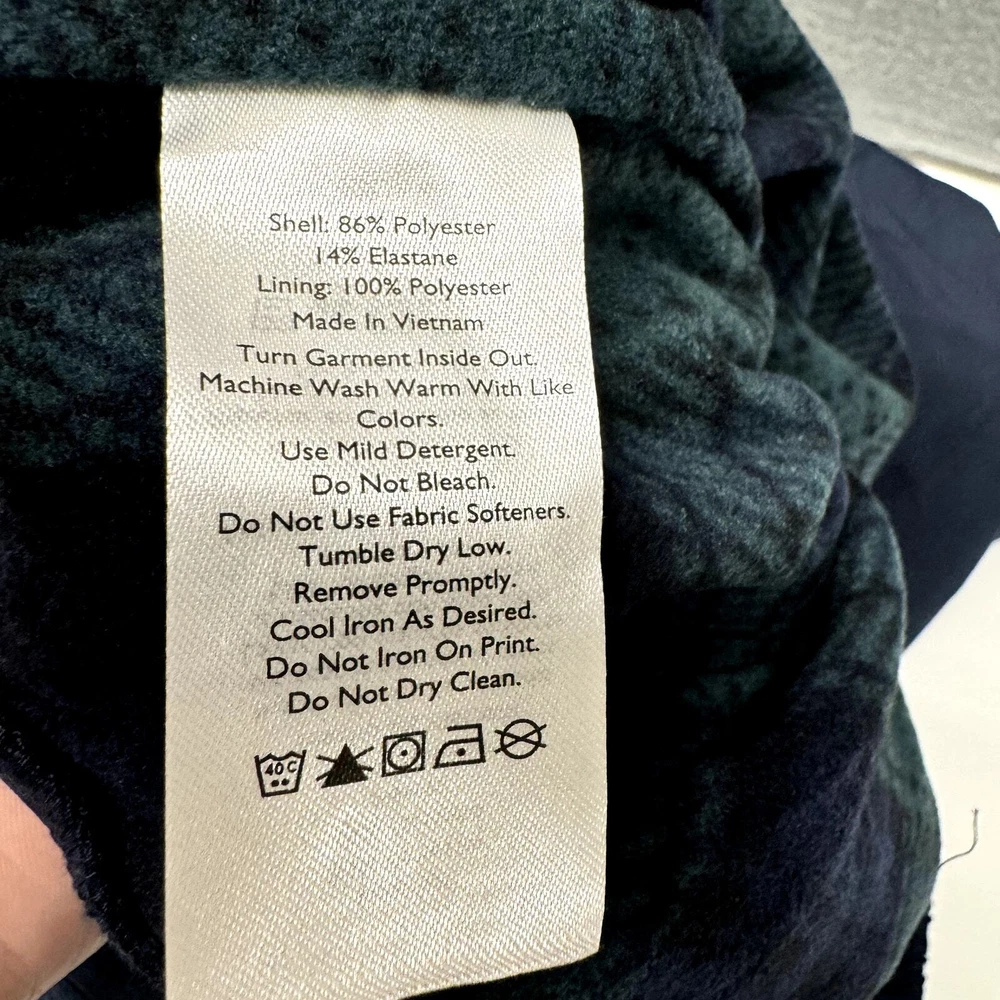 Shell: 86% Polyester
14% Elastane
Lining: 100% Polyester
Made In Vietnam
Turn Garment Inside Out.
Machine Wash Warm With Like
Colors.
Use Mild Detergent.
Do Not Bleach.
Do Not Use Fabric Softeners.
Tumble Dry Low.
Remove Promptly.
Cool Iron As Desired.
Do Not Iron On Print.
Do Not Dry Clean.
40 C